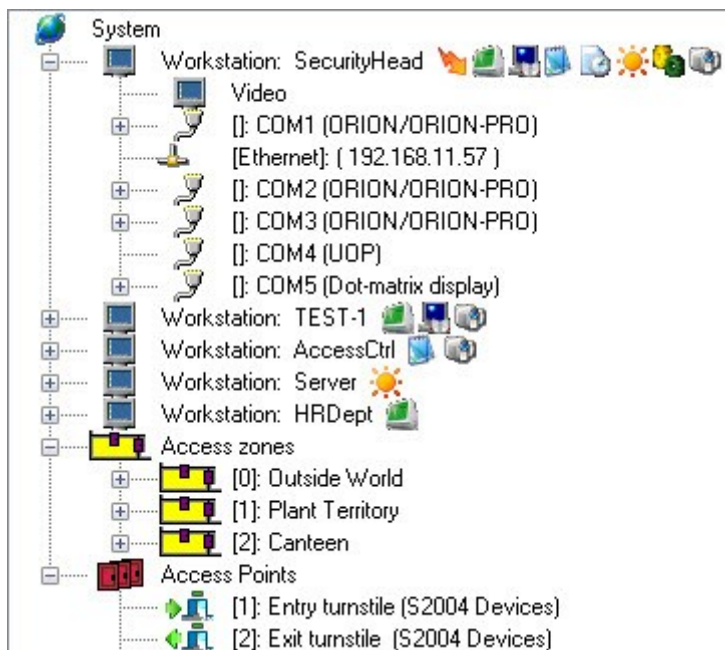 System
Workstation: SecurityHead
Video
[]: COM1 (ORION/ORION-PRO)
[Ethernet]: ( 192.168.11.57 )
[]: COM2 (ORION/ORION-PRO)
[]: COM3 (ORION/ORION-PRO)
[]: COM4 (UOP)
[]: COM5 (Dot-matrix display)
Workstation: TEST-1
Workstation: AccessCtrl
Workstation: Server
Workstation: HRDept
Access zones
[0]: Outside World
[1]: Plant Territory
[2]: Canteen
Access Points
[1]: Entry turnstile (S2004 Devices)
[2]: Exit turnstile (S2004 Devices)